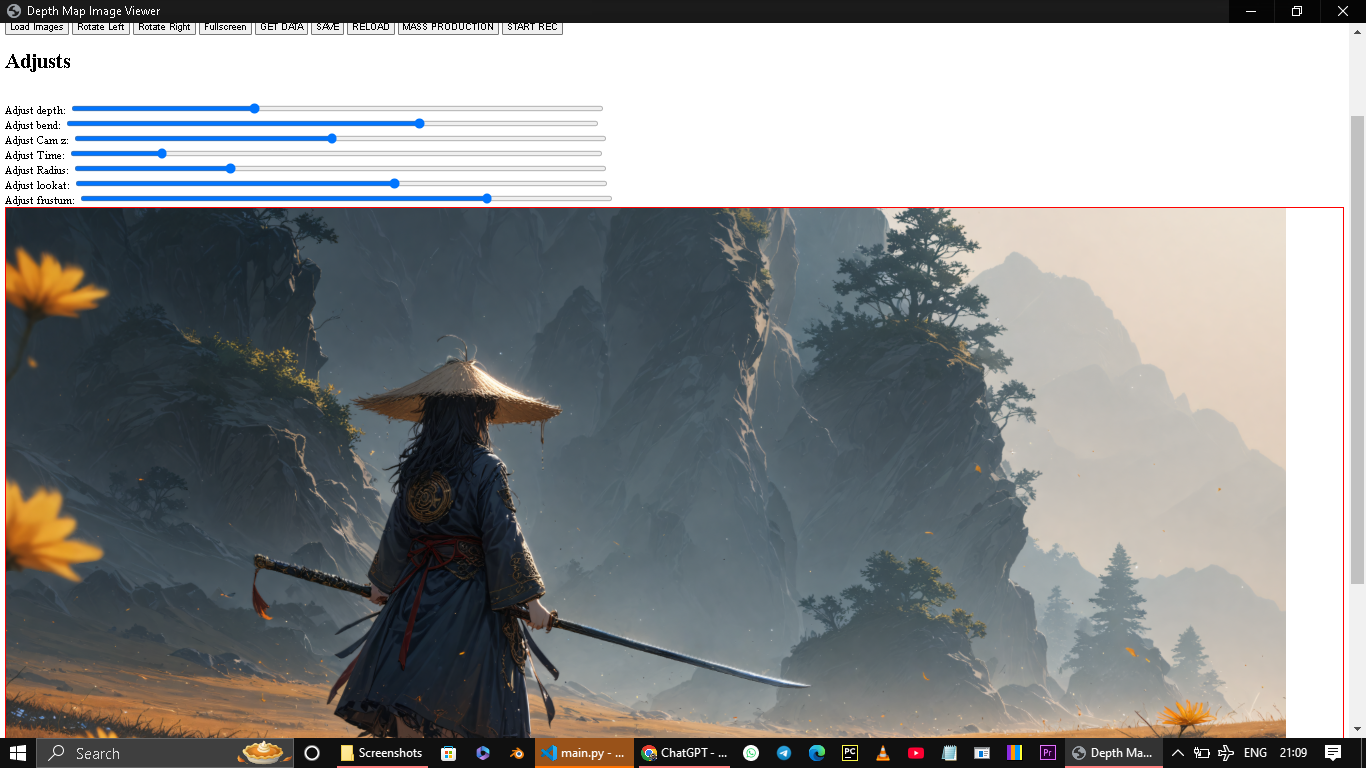 Depth Map Image Viewer
Load Images Rotate Left Rotate Right Fullscreen GET DATA SAVE RELOAD MASS PRODUCTION START REC
Adjusts
Adjust depth:
Adjust bend:
Adjust Cam z:
Adjust Time:
Adjust Radius:
Adjust lookat:
Adjust frustum:
Search Screenshots main.py - ... ChatGPT - ... PC Pr Depth Ma... ENG 21:09